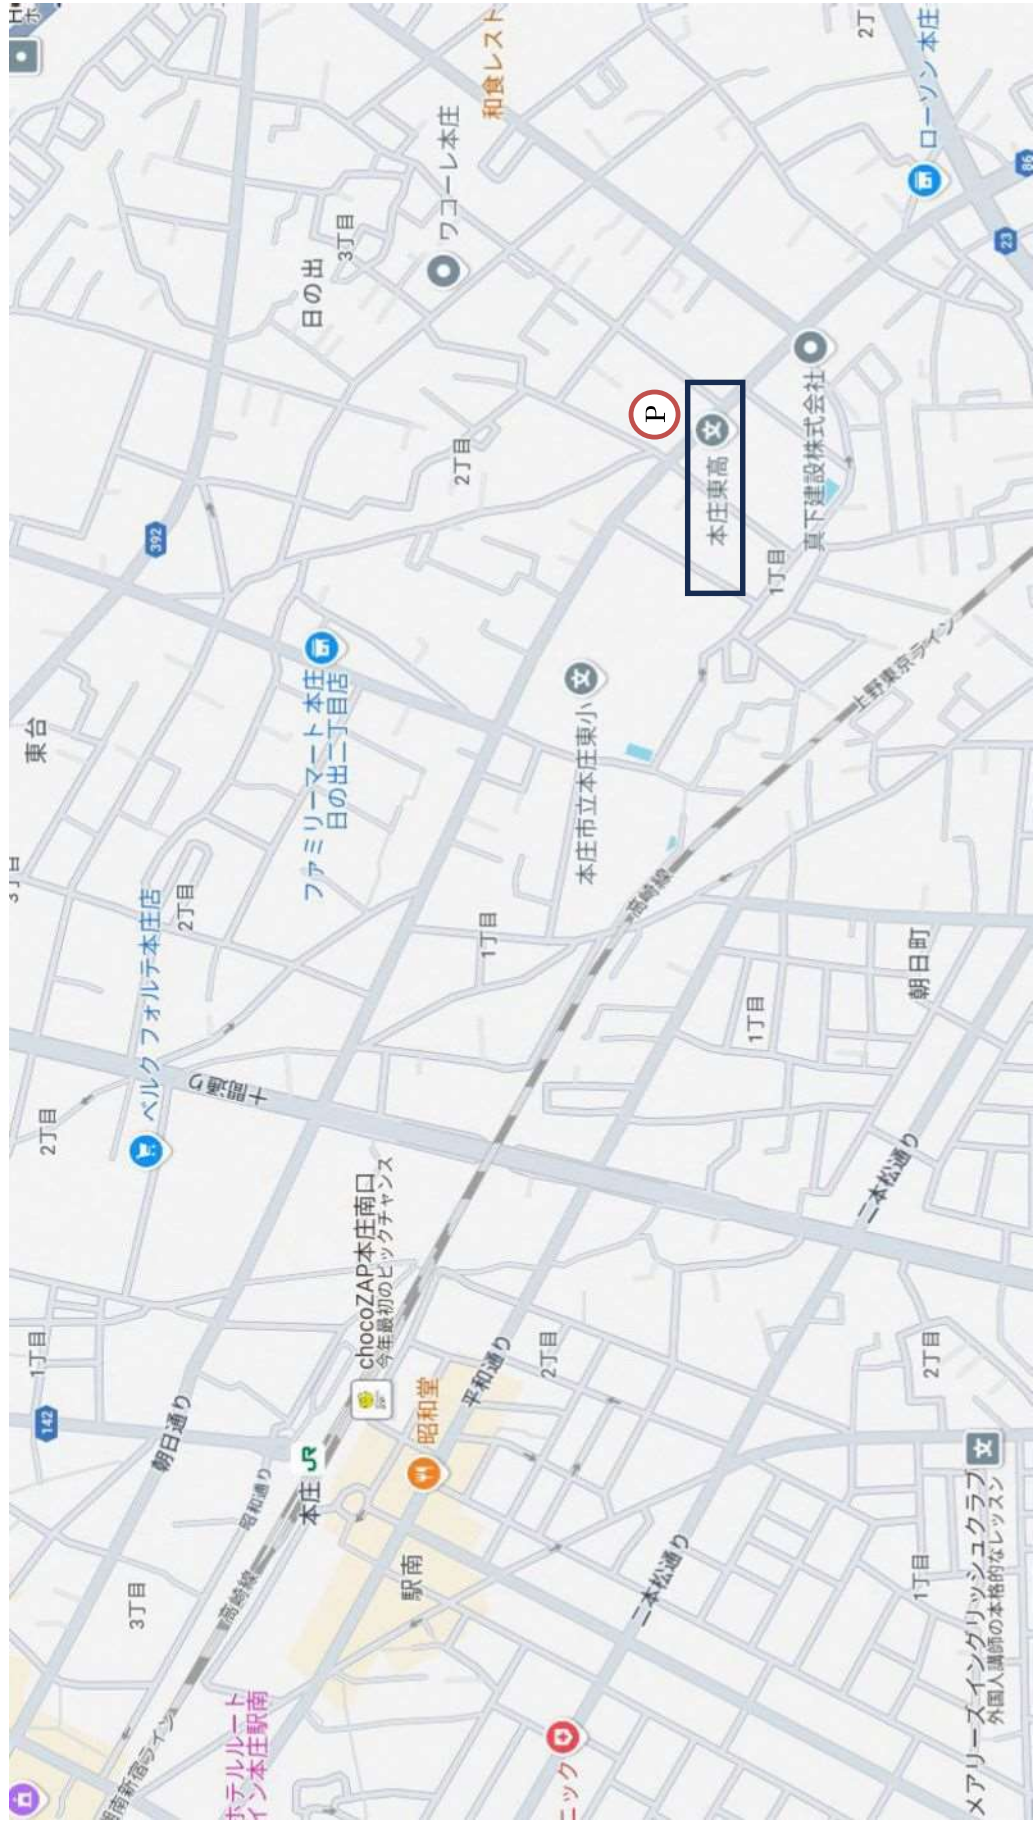 2丁目
1丁目
3丁目
142
朝日通り
昭和通り
高崎線
本庄
JR
chocoZAP本庄南口
今年最初のビックチャンス
昭和堂
平和通り
駅南
2丁目
二本松通り
1丁目
2丁目
メアリーズ イングリッシュクラブ
外国人講師の本格的なレッスン
ベルク フォルテ本庄店
2丁目
東台
十間通り
1丁目
ファミリーマート 本庄
日の出二丁目店
392
本庄市立本庄東小
高崎線
1丁目
朝日町
二本松通り
上野東京ライン
日の出
3丁目
2丁目
ワコーレ本庄
和食レスト
P
本庄東高
1丁目
真下建設株式会社
ローソン 本庄
23
86
2丁
ホテルルート
イン本庄駅南
南新宿ライン
ニック